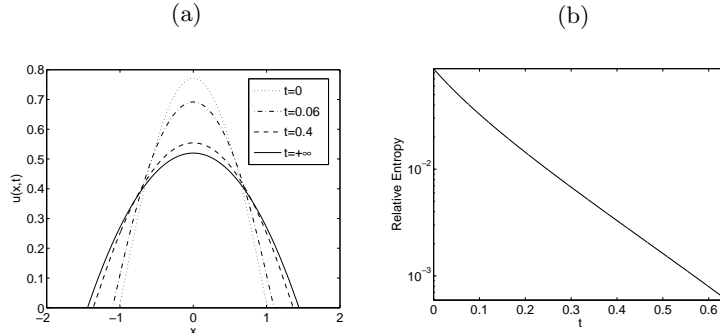 (a)
0.8
0.7
0.6
0.5
0.4
0.3
0.2
0.1
0
u(x,t)
−2
−1
0
1
2
x
t=0
t=0.06
t=0.4
t=+∞
(b)
10⁻²
10⁻³
Relative Entropy
0
0.1
0.2
0.3
0.4
0.5
0.6
t